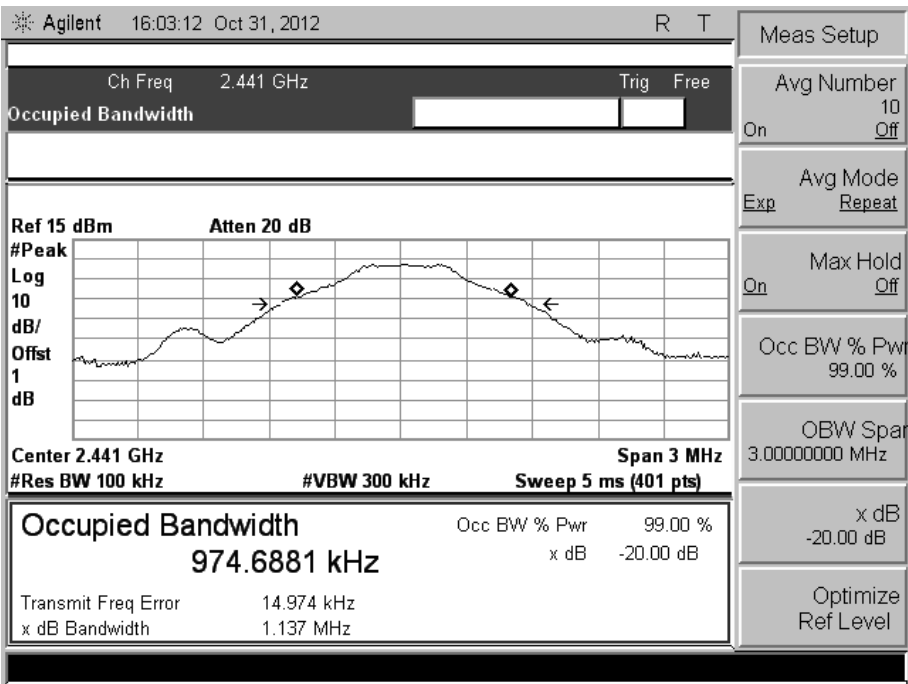 Agilent 16:03:12 Oct 31, 2012 R T
Ch Freq 2.441 GHz Trig Free
Occupied Bandwidth
Ref 15 dBm Atten 20 dB
#Peak
Log
10
dB/
Offst
1
dB
Center 2.441 GHz Span 3 MHz
#Res BW 100 kHz #VBW 300 kHz Sweep 5 ms (401 pts)
Occupied Bandwidth
974.6881 kHz
Occ BW % Pwr 99.00 %
x dB -20.00 dB
Transmit Freq Error 14.974 kHz
x dB Bandwidth 1.137 MHz
Meas Setup
Avg Number
10
On Off
Avg Mode
Exp Repeat
Max Hold
On Off
Occ BW % Pwr
99.00 %
OBW Span
3.00000000 MHz
x dB
-20.00 dB
Optimize
Ref Level